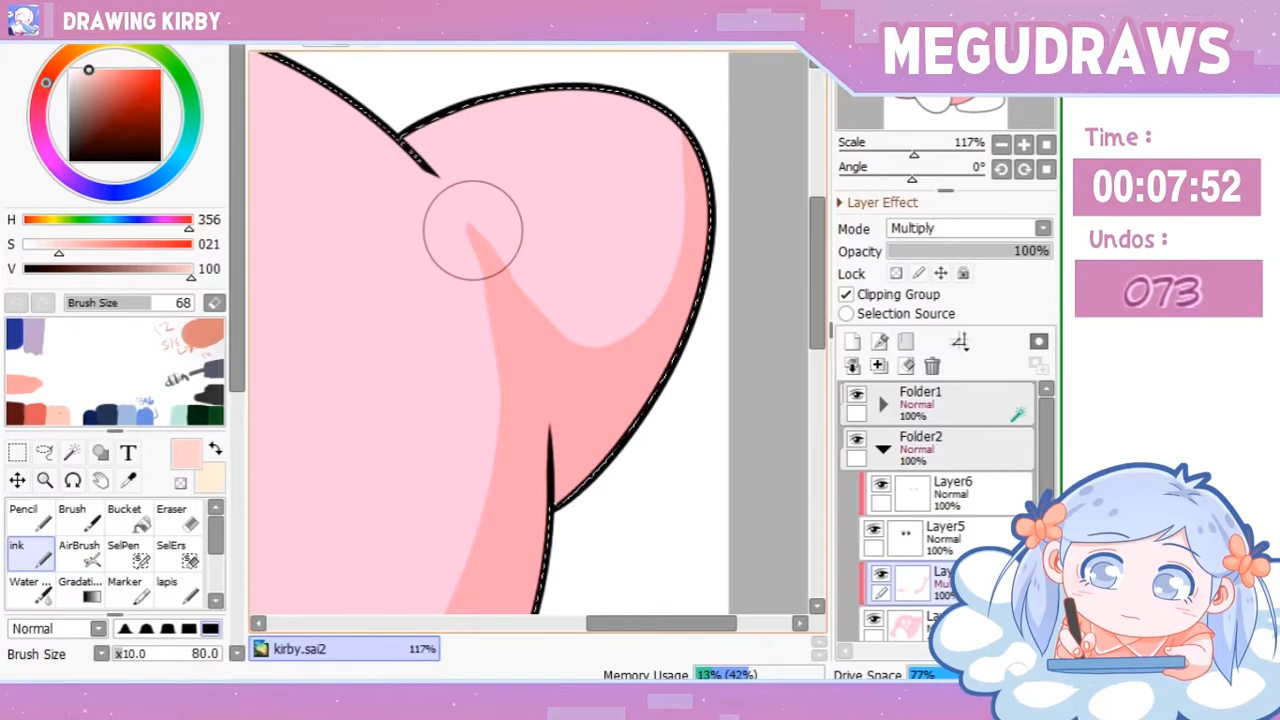 DRAWING KIRBY
MEGUDRAWS
Time :
00:07:52
Undos :
073
H 356
S 021
V 100
Brush Size 68
T
Pencil Brush Bucket Eraser
ink AirBrush SelPen SelErs
Water ... Gradati... Marker lapis
Normal
Brush Size x10.0 80.0
kirby.sai2 117%
Memory Usage 13% (42%)
Drive Space 77%
Scale 117%
Angle 0°
Layer Effect
Mode Multiply
Opacity 100%
Lock
Clipping Group
Selection Source
Folder1
Normal
100%
Folder2
Normal
100%
Layer6
Normal
100%
Layer5
Normal
100%